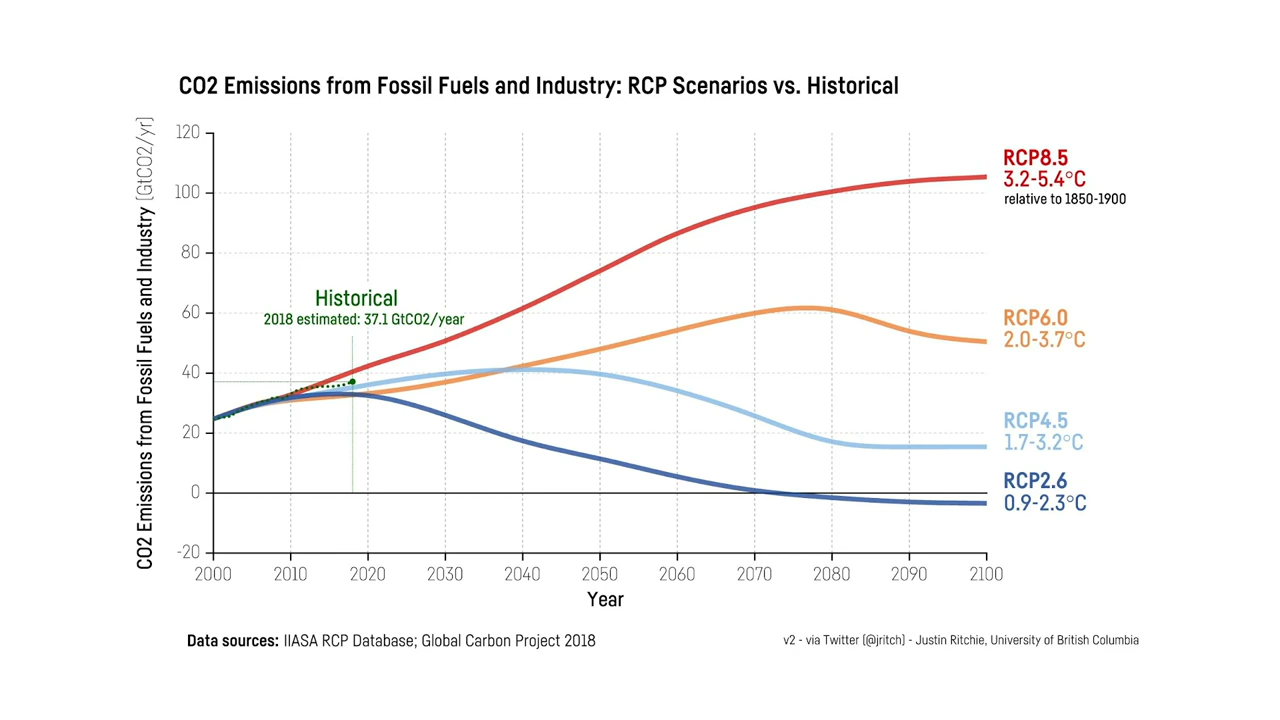 CO2 Emissions from Fossil Fuels and Industry: RCP Scenarios vs. Historical
CO2 Emissions from Fossil Fuels and Industry (GtCO2/yr)
120
100
80
60
40
20
0
-20
Historical
2018 estimated: 37.1 GtCO2/year
RCP8.5
3.2-5.4°C
relative to 1850-1900
RCP6.0
2.0-3.7°C
RCP4.5
1.7-3.2°C
RCP2.6
0.9-2.3°C
2000 2010 2020 2030 2040 2050 2060 2070 2080 2090 2100
Year
Data sources: IIASA RCP Database; Global Carbon Project 2018
v2 - via Twitter (@jritch) - Justin Ritchie, University of British Columbia